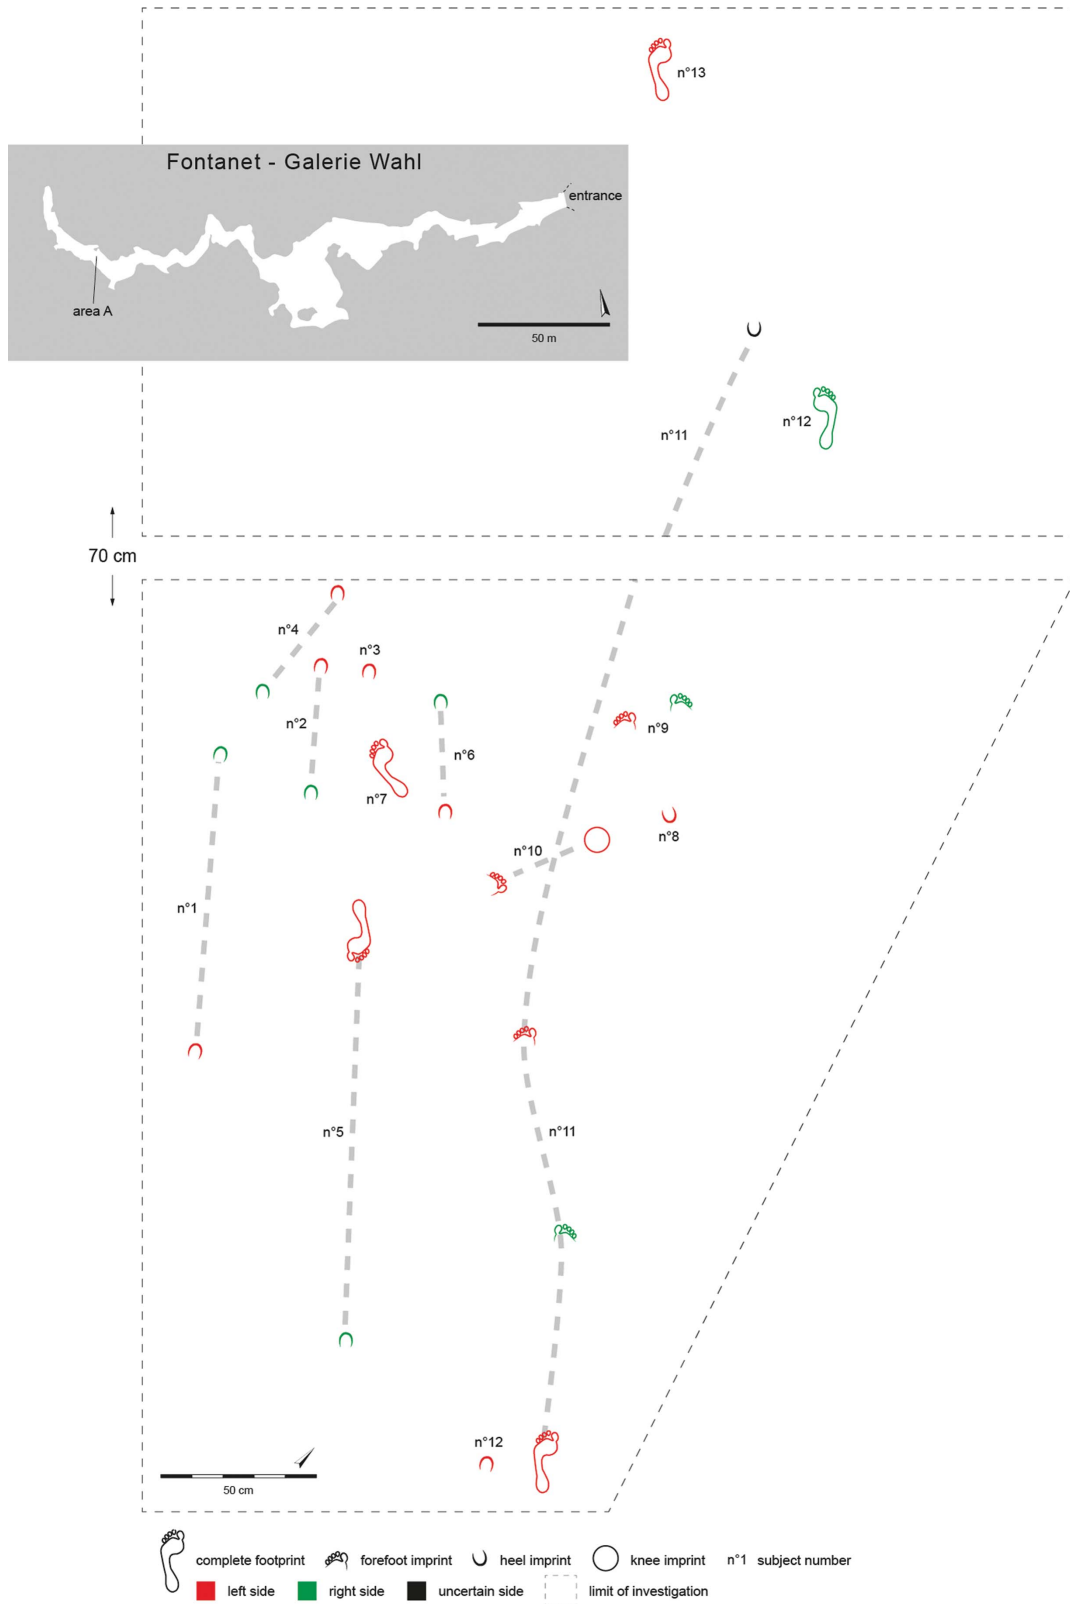 n°13
Fontanet - Galerie Wahl
entrance
area A
50 m
n°12
n°11
70 cm
n°4
n°3
n°2
n°6
n°9
n°7
n°8
n°10
n°1
n°5
n°11
n°12
50 cm
complete footprint forefoot imprint heel imprint knee imprint n°1 subject number
left side right side uncertain side limit of investigation